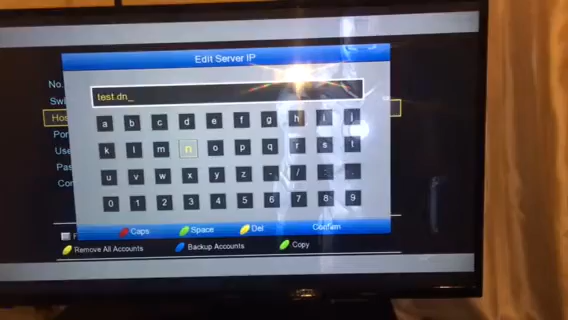 Edit Server IP
No.
test.dn_
a b c d e f g h i j
k l m n o p q r s t
u v w x y z - /
0 1 2 3 4 5 6 7 8 9
Caps Space Del Confirm
Remove All Accounts Backup Accounts Copy